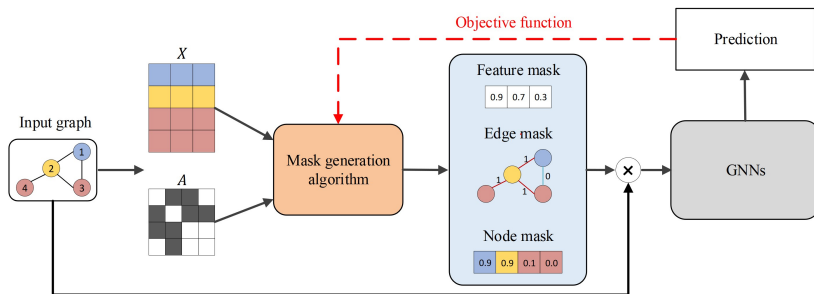 Objective function
Prediction
X
Feature mask
0.9 0.7 0.3
Input graph
1
2
4
3
Mask generation
algorithm
Edge mask
1
0
1
1
×
GNNs
A
Node mask
0.9 0.9 0.1 0.0